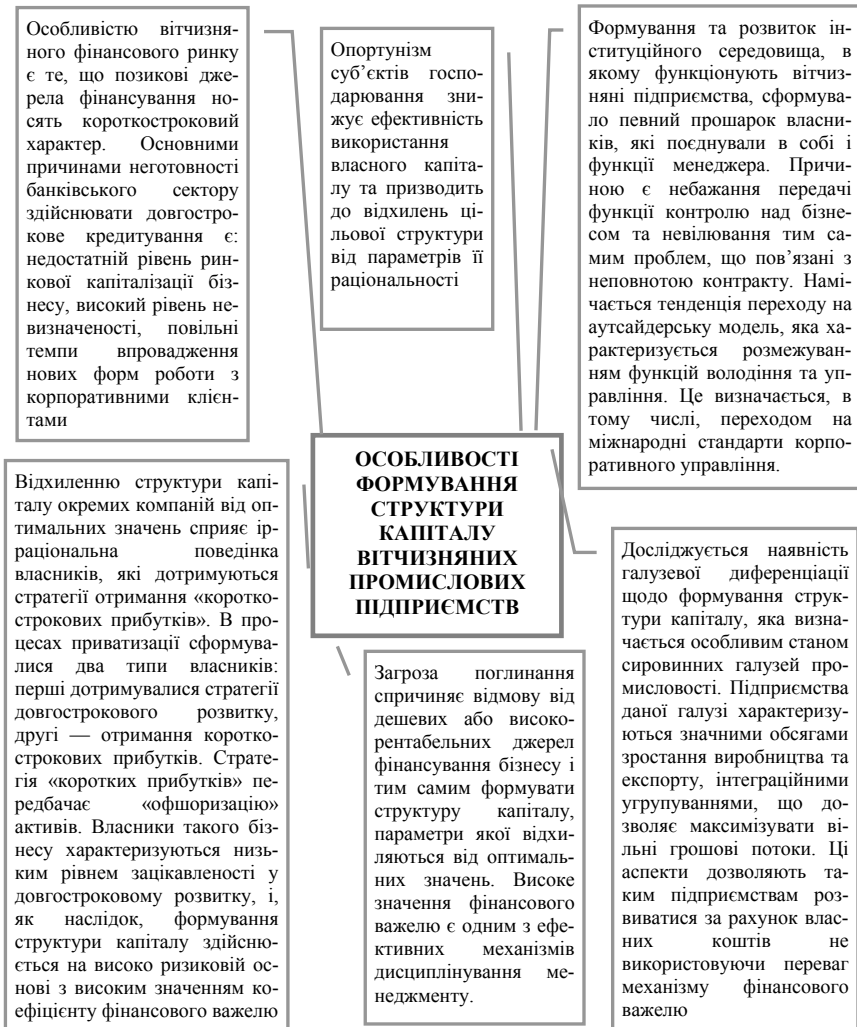 Особливістю вітчизня-
ного фінансового ринку
є те, що позикові дже-
рела фінансування но-
сять короткостроковий
характер. Основними
причинами неготовності
банківського сектору
здійснювати довгостро-
кове кредитування є:
недостатній рівень рин-
кової капіталізації біз-
несу, високий рівень не-
визначеності, повільні
темпи впровадження
нових форм роботи з
корпоративними клієн-
тами
Опортунізм
суб’єктів госпо-
дарювання зни-
жує ефективність
використання
власного капіта-
лу та призводить
до відхилень ці-
льової структури
від параметрів її
раціональності
Формування та розвиток ін-
ституційного середовища, в
якому функціонують вітчиз-
няні підприємства, сформува-
ло певний прошарок власни-
ків, які поєднували в собі і
функції менеджера. Причи-
ною є небажання передачі
функції контролю над бізне-
сом та невілювання тим са-
мим проблем, що пов’язані з
неповнотою контракту. Намі-
чається тенденція переходу на
аутсайдерську модель, яка ха-
рактеризується розмежуван-
ням функцій володіння та уп-
равління. Це визначається, в
тому числі, переходом на
міжнародні стандарти корпо-
ративного управління.
ОСОБЛИВОСТІ
ФОРМУВАННЯ
СТРУКТУРИ
КАПІТАЛУ
ВІТЧИЗНЯНИХ
ПРОМИСЛОВИХ
ПІДПРИЄМСТВ
Відхиленню структури капі-
талу окремих компаній від оп-
тимальних значень сприяє ір-
раціональна поведінка
власників, які дотримуються
стратегії отримання «коротко-
строкових прибутків». В про-
цесах приватизації сформува-
лися два типи власників:
перші дотримувалися стратегії
довгострокового розвитку,
другі — отримання коротко-
строкових прибутків. Страте-
гія «коротких прибутків» пе-
редбачає «офшоризацію»
активів. Власники такого біз-
несу характеризуються низь-
ким рівнем зацікавленості у
довгостроковому розвитку, і,
як наслідок, формування
структури капіталу здійсню-
ється на високо ризиковій ос-
нові з високим значенням ко-
ефіцієнту фінансового важелю
Загроза поглинання
спричиняє відмову від
дешевих або високо-
рентабельних джерел
фінансування бізнесу і
тим самим формувати
структуру капіталу,
параметри якої відхи-
ляються від оптималь-
них значень. Високе
значення фінансового
важелю є одним з ефе-
ктивних механізмів
дисциплінування ме-
неджменту.
Досліджується наявність
галузевої диференціації
щодо формування струк-
тури капіталу, яка визна-
чається особливим станом
сировинних галузей про-
мисловості. Підприємства
даної галузі характеризу-
ються значними обсягами
зростання виробництва та
експорту, інтеграційними
угрупуваннями, що до-
зволяє максимізувати ві-
льні грошові потоки. Ці
аспекти дозволяють та-
ким підприємствам роз-
виватися за рахунок влас-
них коштів не
використовуючи переваг
механізму фінансового
важелю